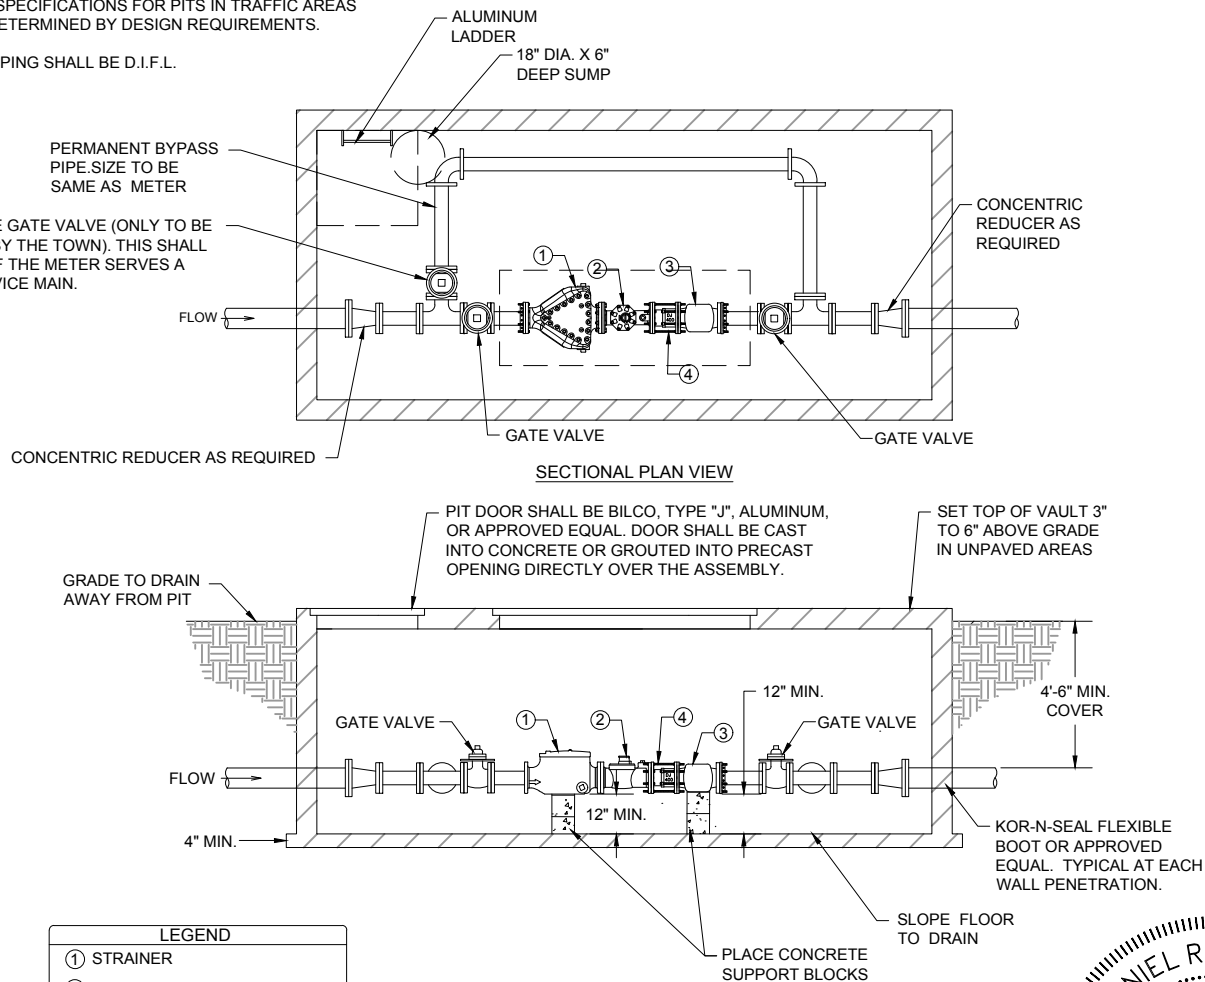 SPECIFICATIONS FOR PITS IN TRAFFIC AREAS
DETERMINED BY DESIGN REQUIREMENTS.
PING SHALL BE D.I.F.L.
ALUMINUM
LADDER
18" DIA. X 6"
DEEP SUMP
PERMANENT BYPASS
PIPE.SIZE TO BE
SAME AS METER
GATE VALVE (ONLY TO BE
BY THE TOWN). THIS SHALL
THE METER SERVES A
VICE MAIN.
CONCENTRIC
REDUCER AS
REQUIRED
1
2
3
FLOW
4
GATE VALVE
GATE VALVE
CONCENTRIC REDUCER AS REQUIRED
SECTIONAL PLAN VIEW
PIT DOOR SHALL BE BILCO, TYPE "J", ALUMINUM,
OR APPROVED EQUAL. DOOR SHALL BE CAST
INTO CONCRETE OR GROUTED INTO PRECAST
OPENING DIRECTLY OVER THE ASSEMBLY.
SET TOP OF VAULT 3"
TO 6" ABOVE GRADE
IN UNPAVED AREAS
GRADE TO DRAIN
AWAY FROM PIT
12" MIN.
4'-6" MIN.
COVER
GATE VALVE
1
2
4
3
GATE VALVE
FLOW
12" MIN.
4" MIN.
KOR-N-SEAL FLEXIBLE
BOOT OR APPROVED
EQUAL. TYPICAL AT EACH
WALL PENETRATION.
SLOPE FLOOR
TO DRAIN
PLACE CONCRETE
SUPPORT BLOCKS
LEGEND
1 STRAINER
NIEL R